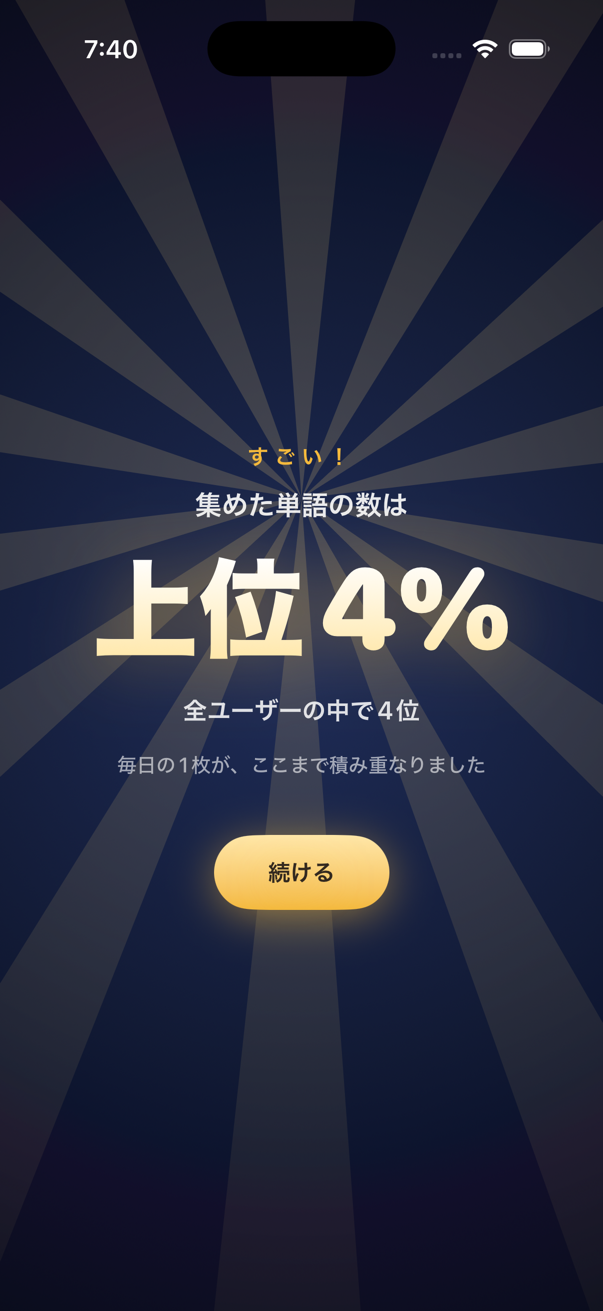 7:40
すごい！
集めた単語の数は
上位4%
全ユーザーの中で4位
毎日の1枚が、ここまで積み重なりました
続ける